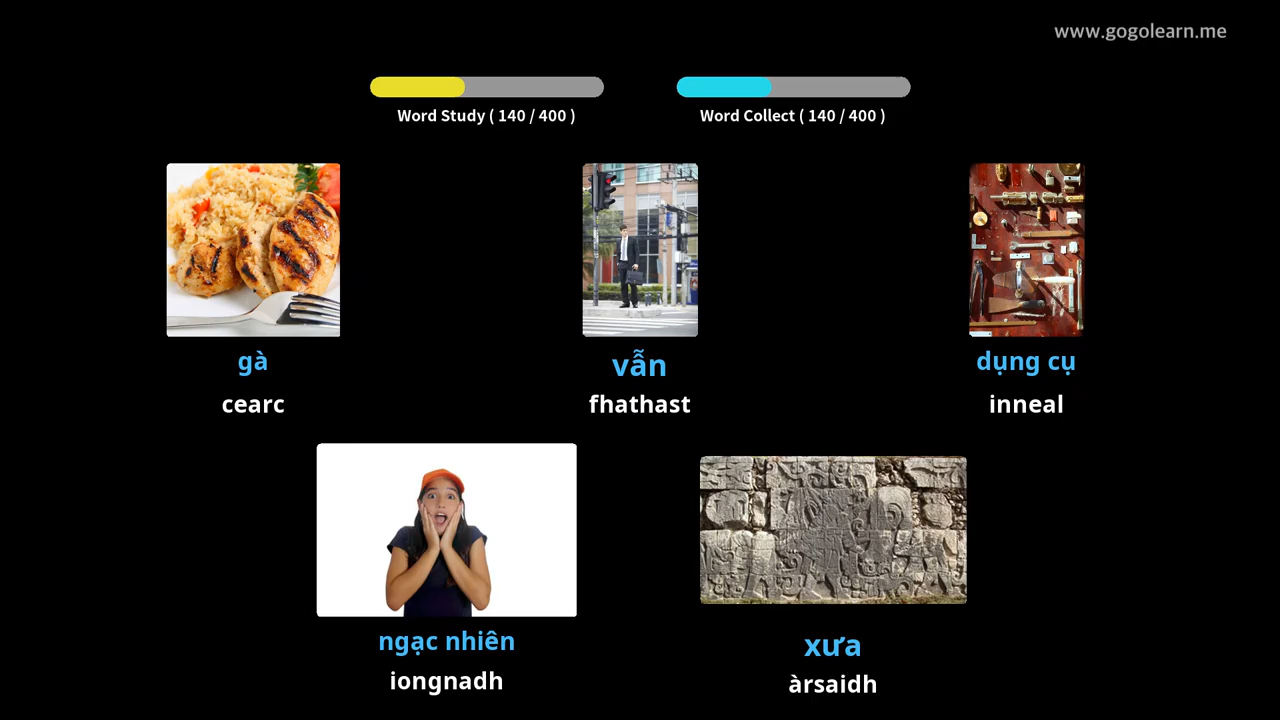 www.gogolearn.me
Word Study ( 140 / 400 )
Word Collect ( 140 / 400 )
gà
cearc
vẫn
fhathast
dụng cụ
inneal
ngạc nhiên
iongnadh
xưa
àrsaidh